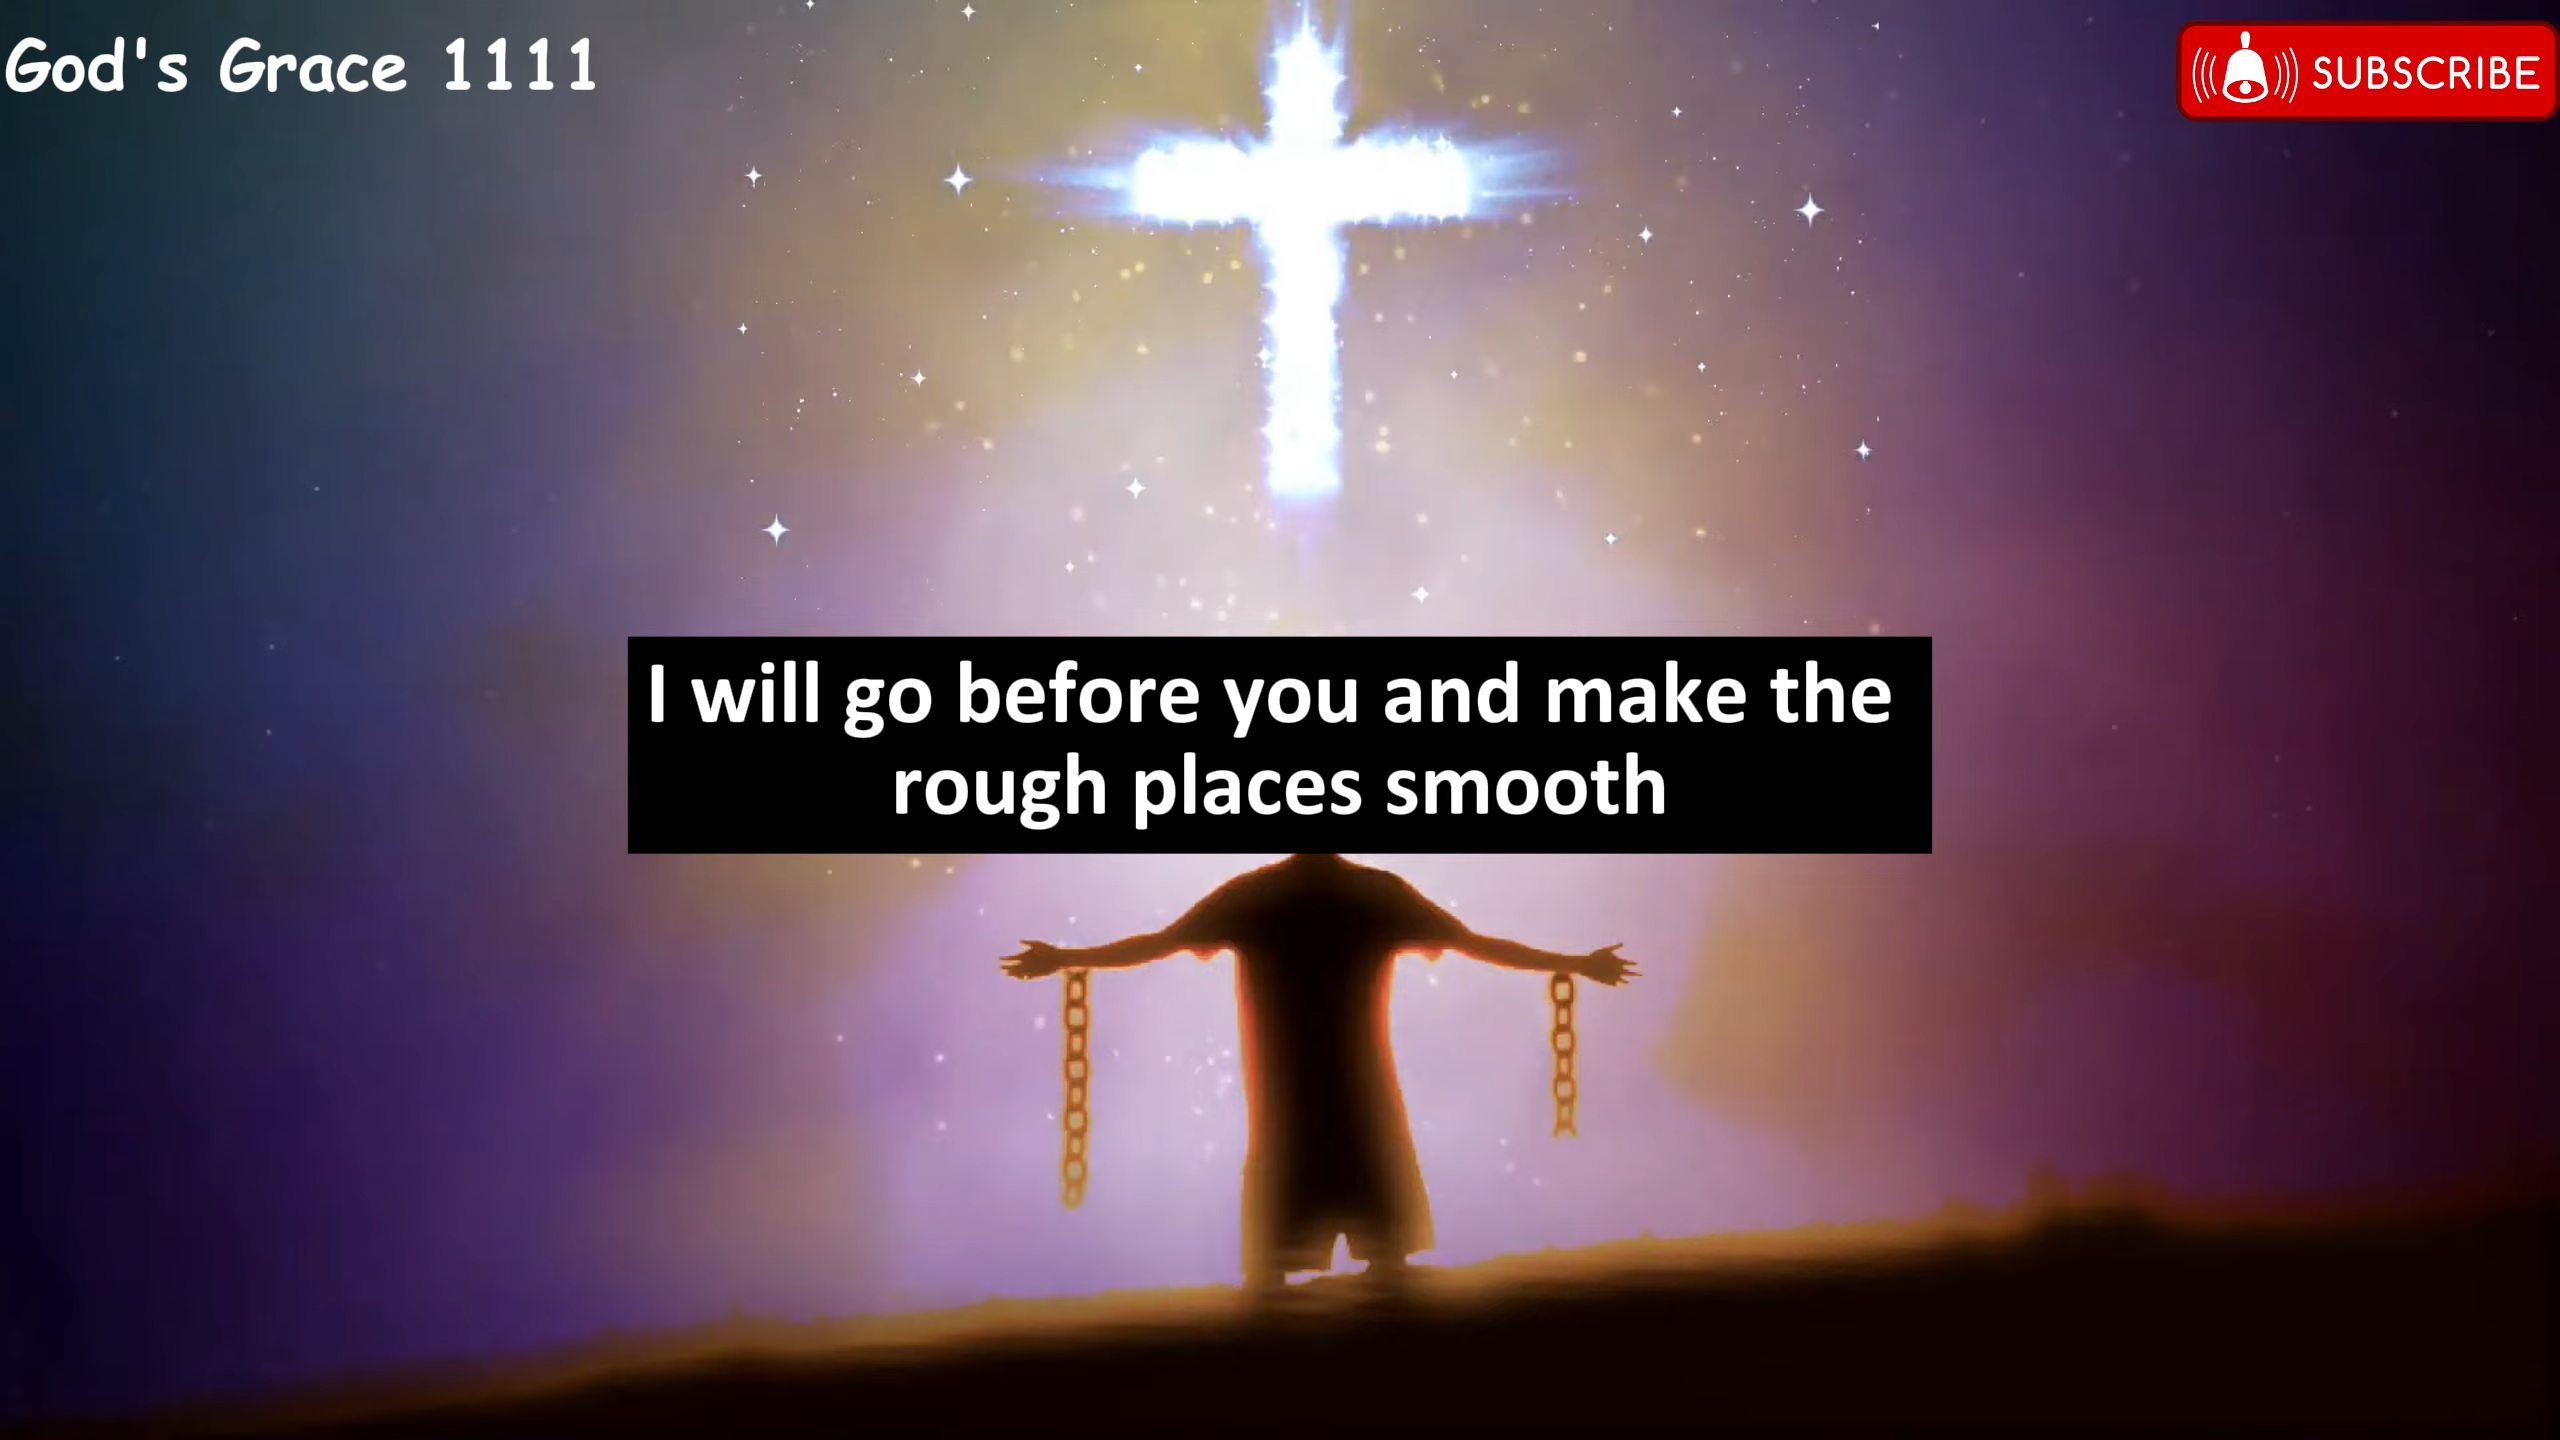 God's Grace 1111
SUBSCRIBE
I will go before you and make the
rough places smooth